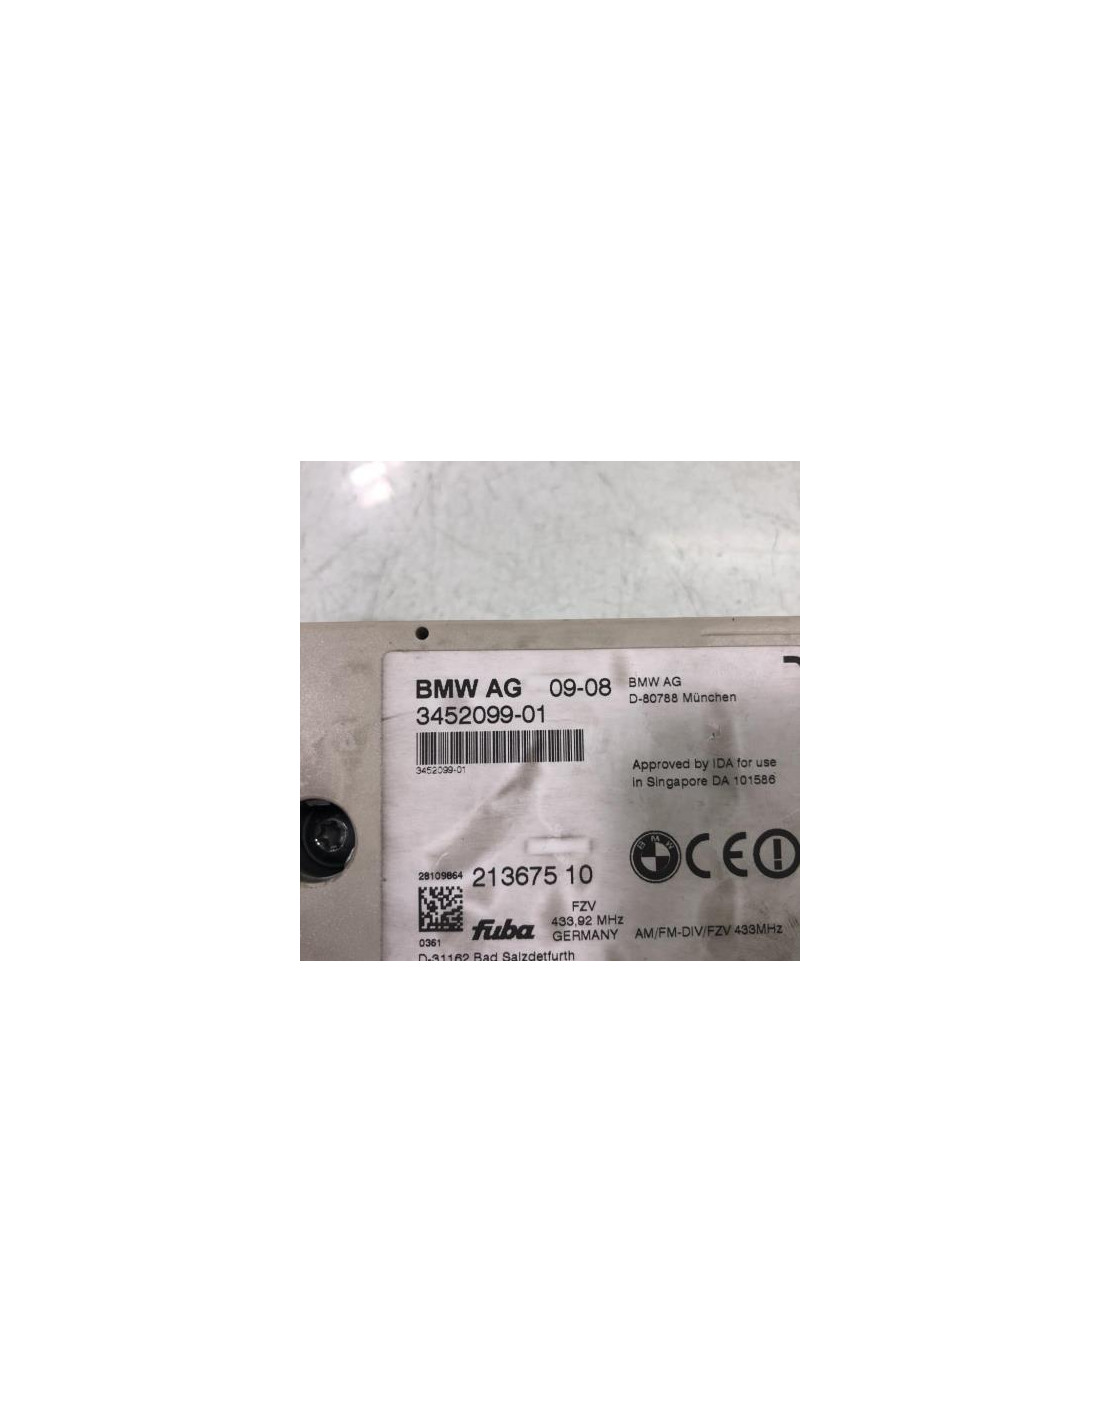 BMW AG 09-08
3452099-01
3452099-01
BMW AG
D-80788 München
Approved by IDA for use
in Singapore DA 101586
BMW
CE
28109864
213675 10
0361
fuba
FZV
433,92 MHz
GERMANY
AM/FM-DIV/FZV 433MHz
D-31162 Bad Salzdetfurth